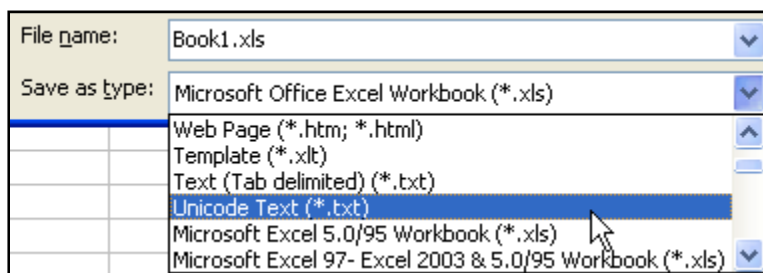 File name:
Book1.xls
Save as type:
Microsoft Office Excel Workbook (*.xls)
Web Page (*.htm; *.html)
Template (*.xlt)
Text (Tab delimited) (*.txt)
Unicode Text (*.txt)
Microsoft Excel 5.0/95 Workbook (*.xls)
Microsoft Excel 97- Excel 2003 & 5.0/95 Workbook (*.xls)